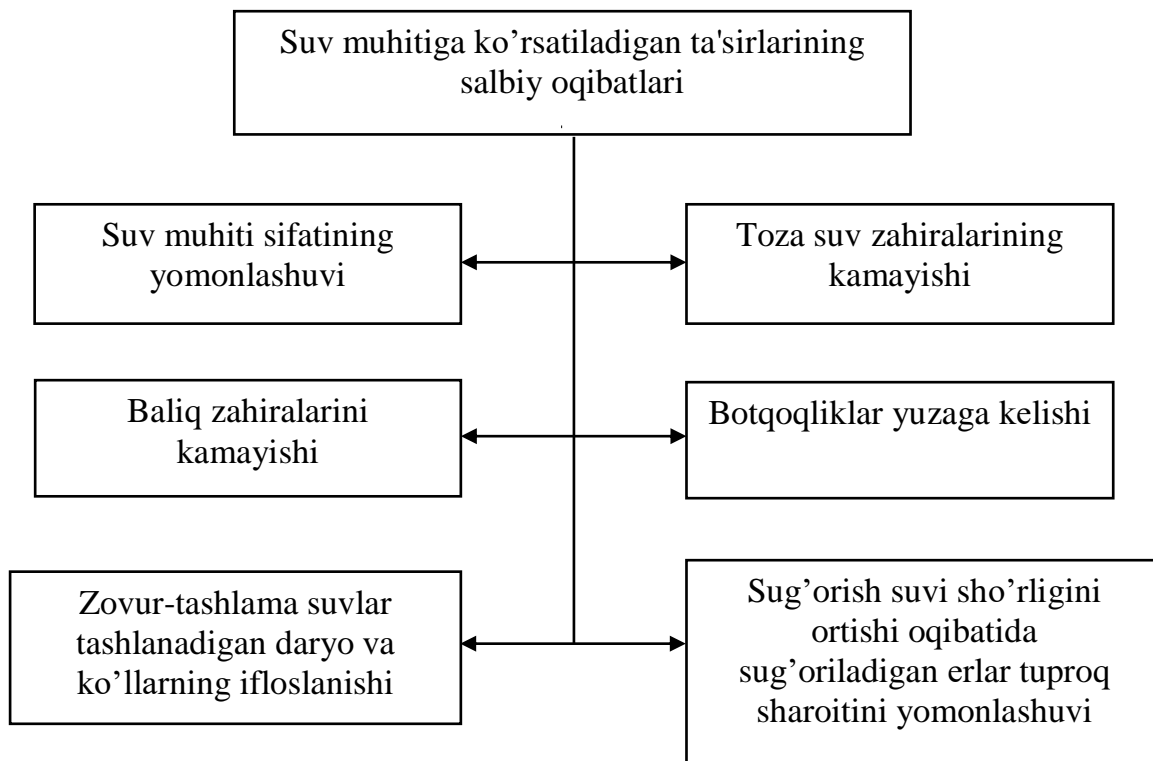 Suv muhitiga ko’rsatiladigan ta'sirlarining
salbiy oqibatlari
Suv muhiti sifatining
yomonlashuvi
Toza suv zahiralarining
kamayishi
Baliq zahiralarini
kamayishi
Botqoqliklar yuzaga kelishi
Zovur-tashlama suvlar
tashlanadigan daryo va
ko’llarning ifloslanishi
Sug’orish suvi sho’rligini
ortishi oqibatida
sug’oriladigan erlar tuproq
sharoitini yomonlashuvi